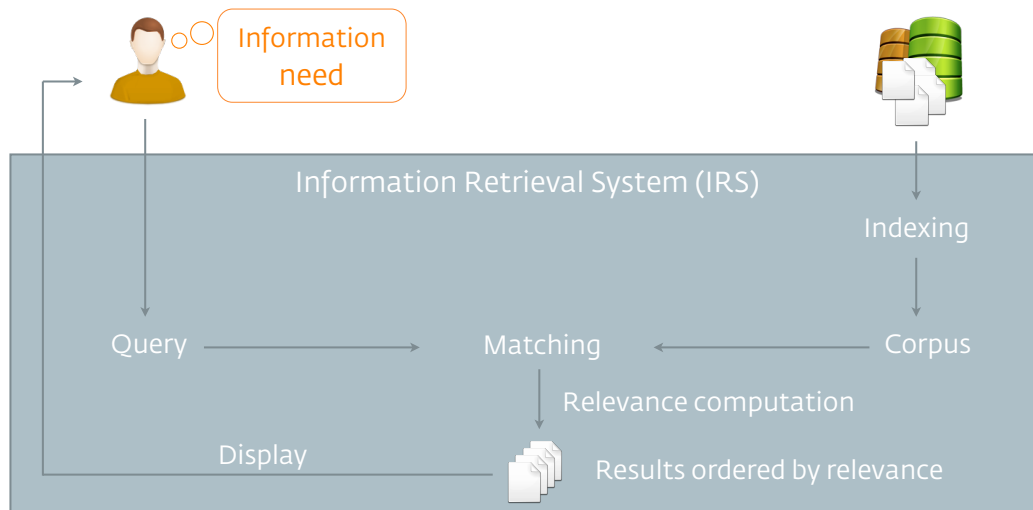 Information
need
Information Retrieval System (IRS)
Indexing
Query
Matching
Corpus
Relevance computation
Display
Results ordered by relevance